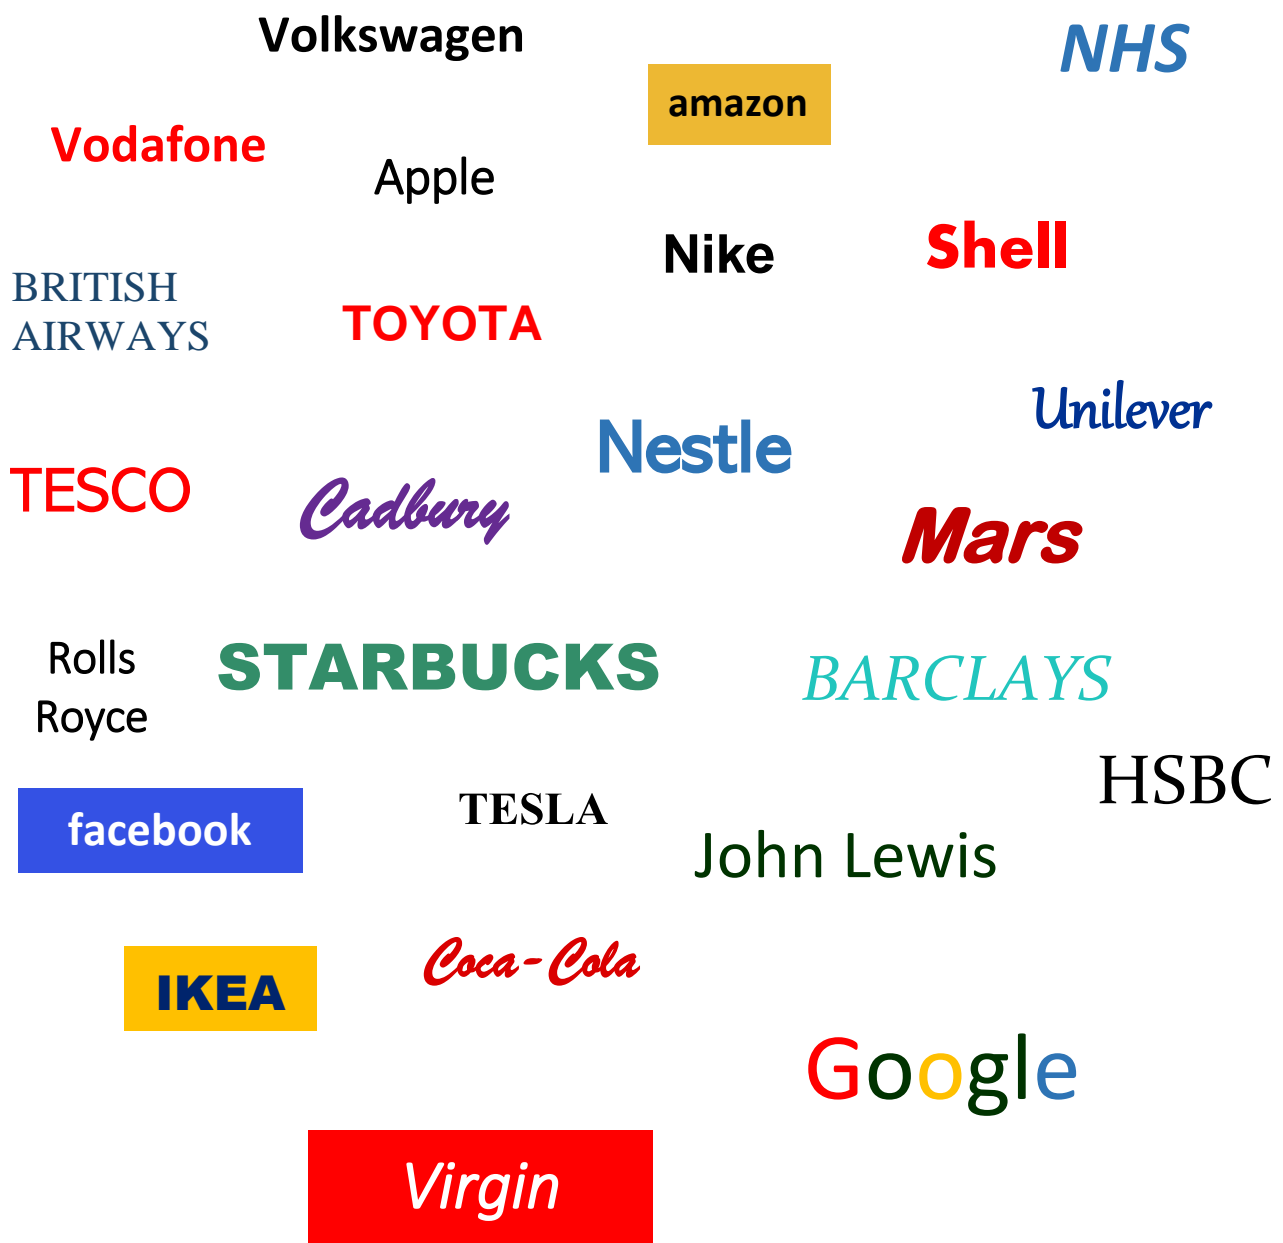 Volkswagen
NHS
amazon
Vodafone
Apple
Nike
Shell
BRITISH
AIRWAYS
TOYOTA
Unilever
Nestle
TESCO
Cadbury
Mars
Rolls
Royce
STARBUCKS
BARCLAYS
HSBC
facebook
TESLA
John Lewis
IKEA
Coca-Cola
Google
Virgin